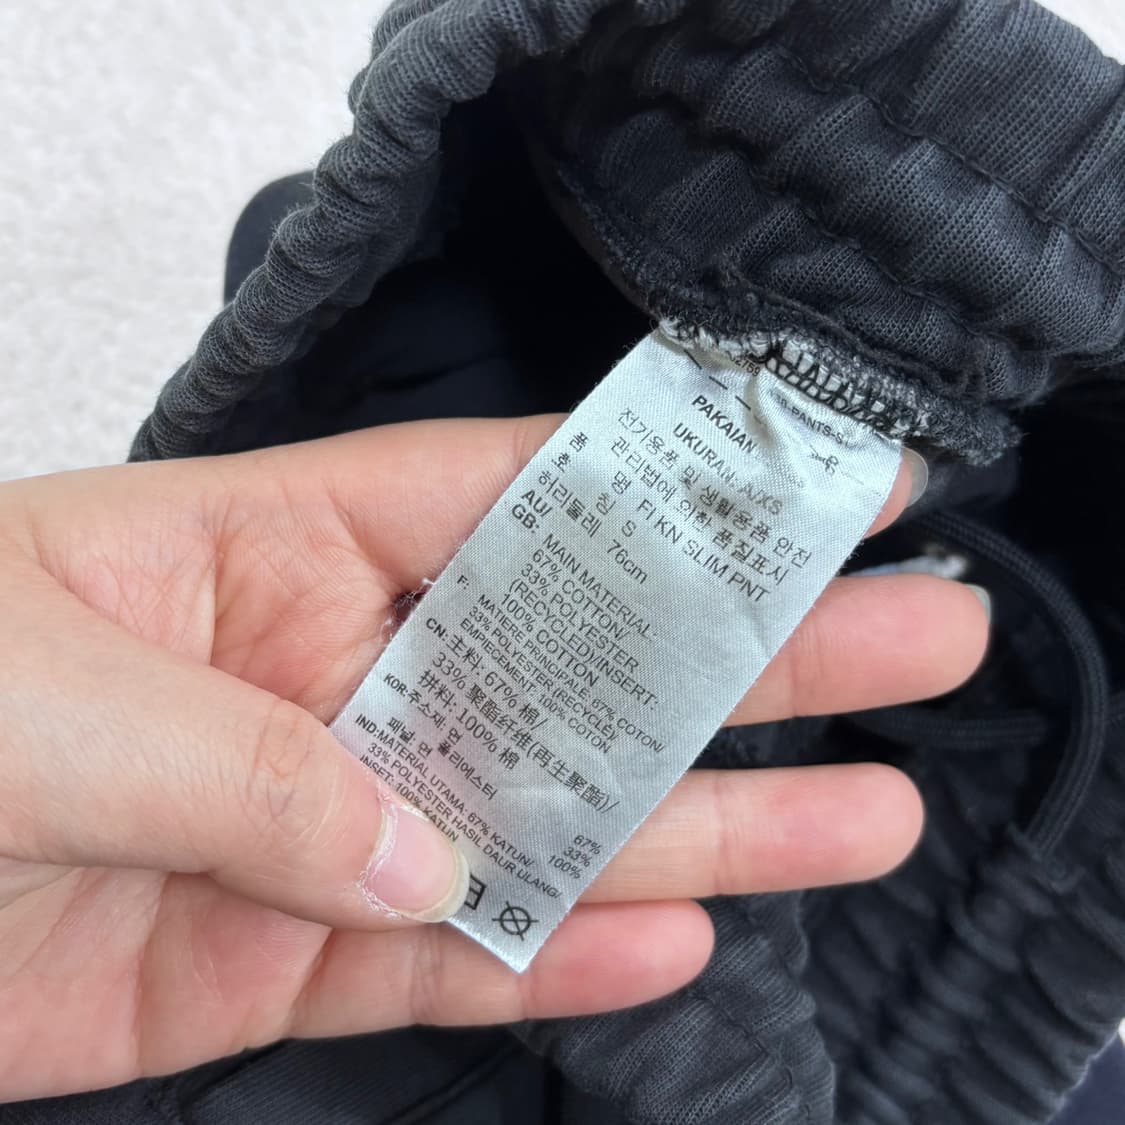 PANTS-S
PAKAIAN
UKURAN: A/XS
전기용품 및 생활용품 안전
관리법에 의한 품질표시
품 명 FI KN SLIM PNT
호 칭 S
허리둘레 76cm
AU/
GB: MAIN MATERIAL:
67% COTTON/
33% POLYESTER
(RECYCLED)/INSERT:
100% COTTON
F: MATIERE PRINCIPALE: 67% COTON/
33% POLYESTER (RECYCLE)/
EMPIECEMENT: 100% COTON
CN: 主料: 67% 棉/
33% 聚酯纤维(再生聚酯)/
拼料: 100% 棉
KOR: 주소재, 면 67%
폴리에스터 33%
패널, 면 100%
IND: MATERIAL UTAMA: 67% KATUN/
33% POLYESTER HASIL DAUR ULANG/
INSET: 100% KATUN